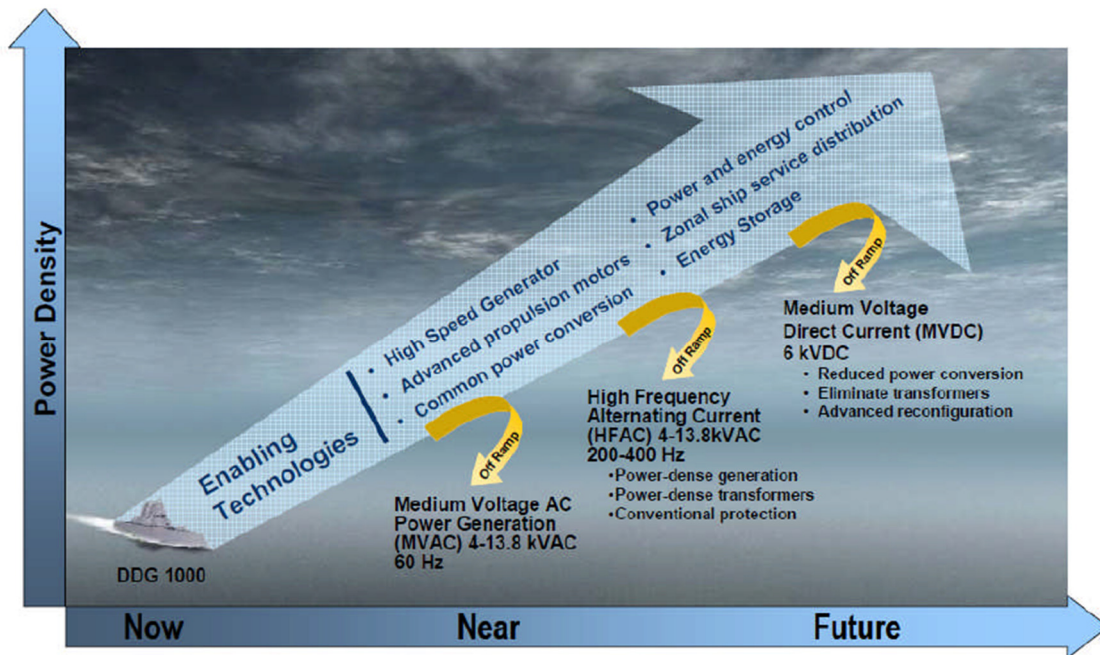 Power Density
Enabling
Technologies
• High Speed Generator
• Advanced propulsion motors
• Common power conversion
• Power and energy control
• Zonal ship service distribution
• Energy Storage
Off Ramp
Medium Voltage AC
Power Generation
(MVAC) 4-13.8 kVAC
60 Hz
Off Ramp
High Frequency
Alternating Current
(HFAC) 4-13.8kVAC
200-400 Hz
•Power-dense generation
•Power-dense transformers
•Conventional protection
Off Ramp
Medium Voltage
Direct Current (MVDC)
6 kVDC
• Reduced power conversion
• Eliminate transformers
• Advanced reconfiguration
DDG 1000
Now
Near
Future